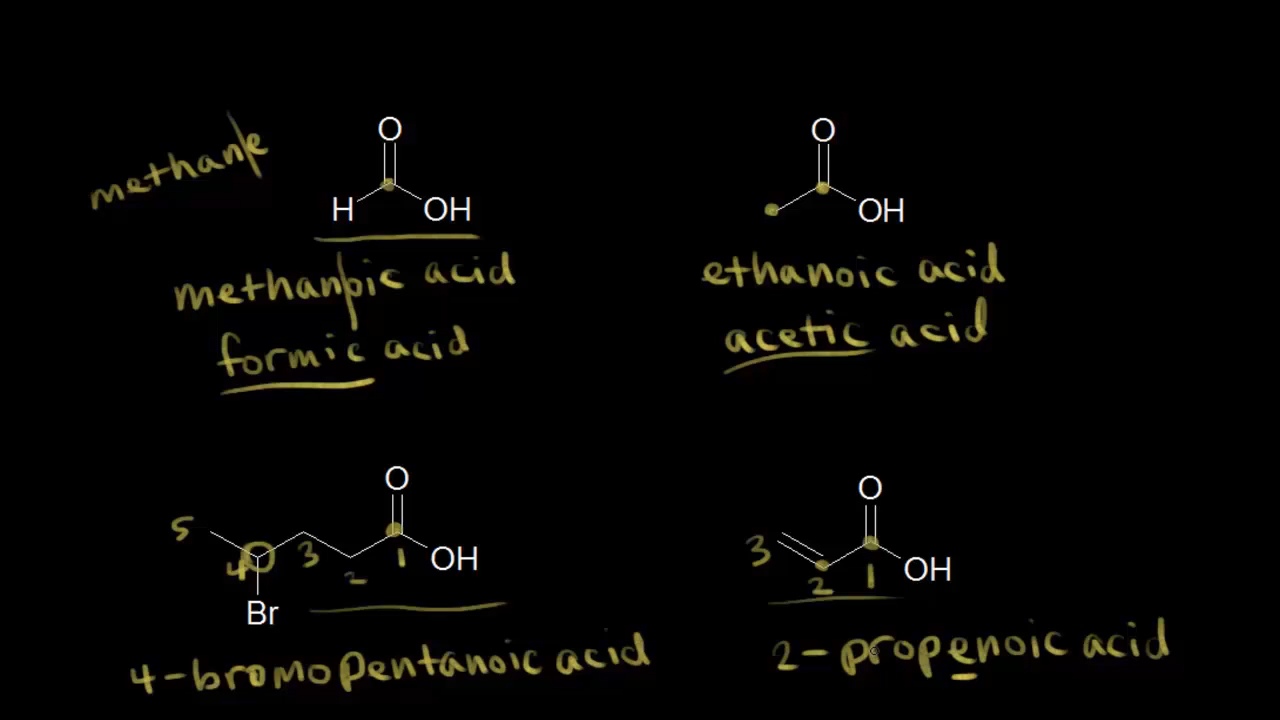 O
O
methane
H
OH
OH
methanoic acid
ethanoic acid
formic acid
acetic acid
O
O
5
4
3
2
1
OH
3
2
1
OH
Br
4-bromopentanoic acid
2-propenoic acid